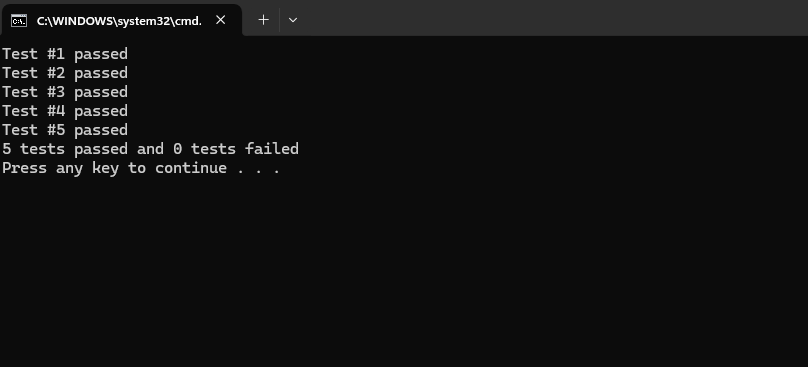 C:\WINDOWS\system32\cmd.
Test #1 passed
Test #2 passed
Test #3 passed
Test #4 passed
Test #5 passed
5 tests passed and 0 tests failed
Press any key to continue . . .